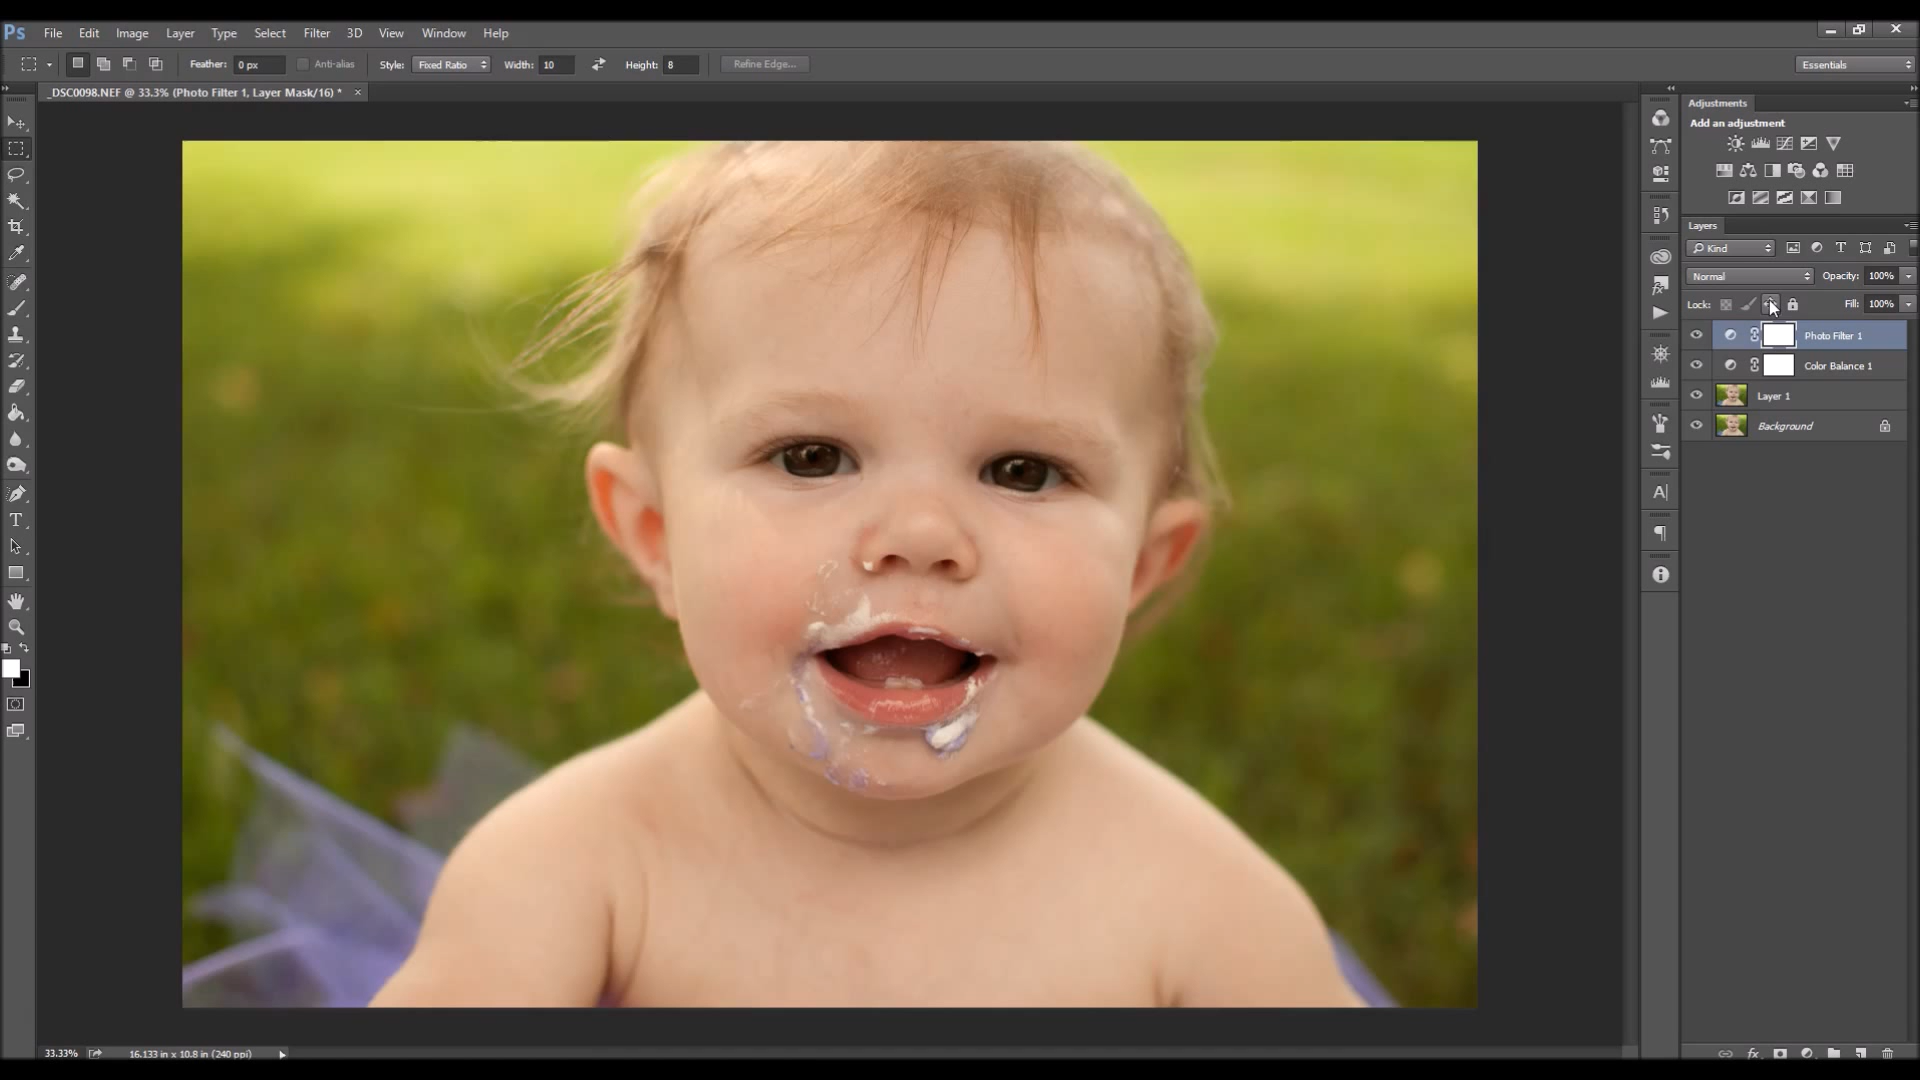 Ps File Edit Image Layer Type Select Filter 3D View Window Help
Feather: 0 px Anti-alias Style: Fixed Ratio Width: 10 Height: 8 Refine Edge... Essentials
_DSC0098.NEF @ 33.3% (Photo Filter 1, Layer Mask/16) * ×
Adjustments
Add an adjustment
Layers
Kind
Normal Opacity: 100%
Lock: Fill: 100%
Photo Filter 1
Color Balance 1
Layer 1
Background
33.33% 16.133 in x 10.8 in (240 ppi)